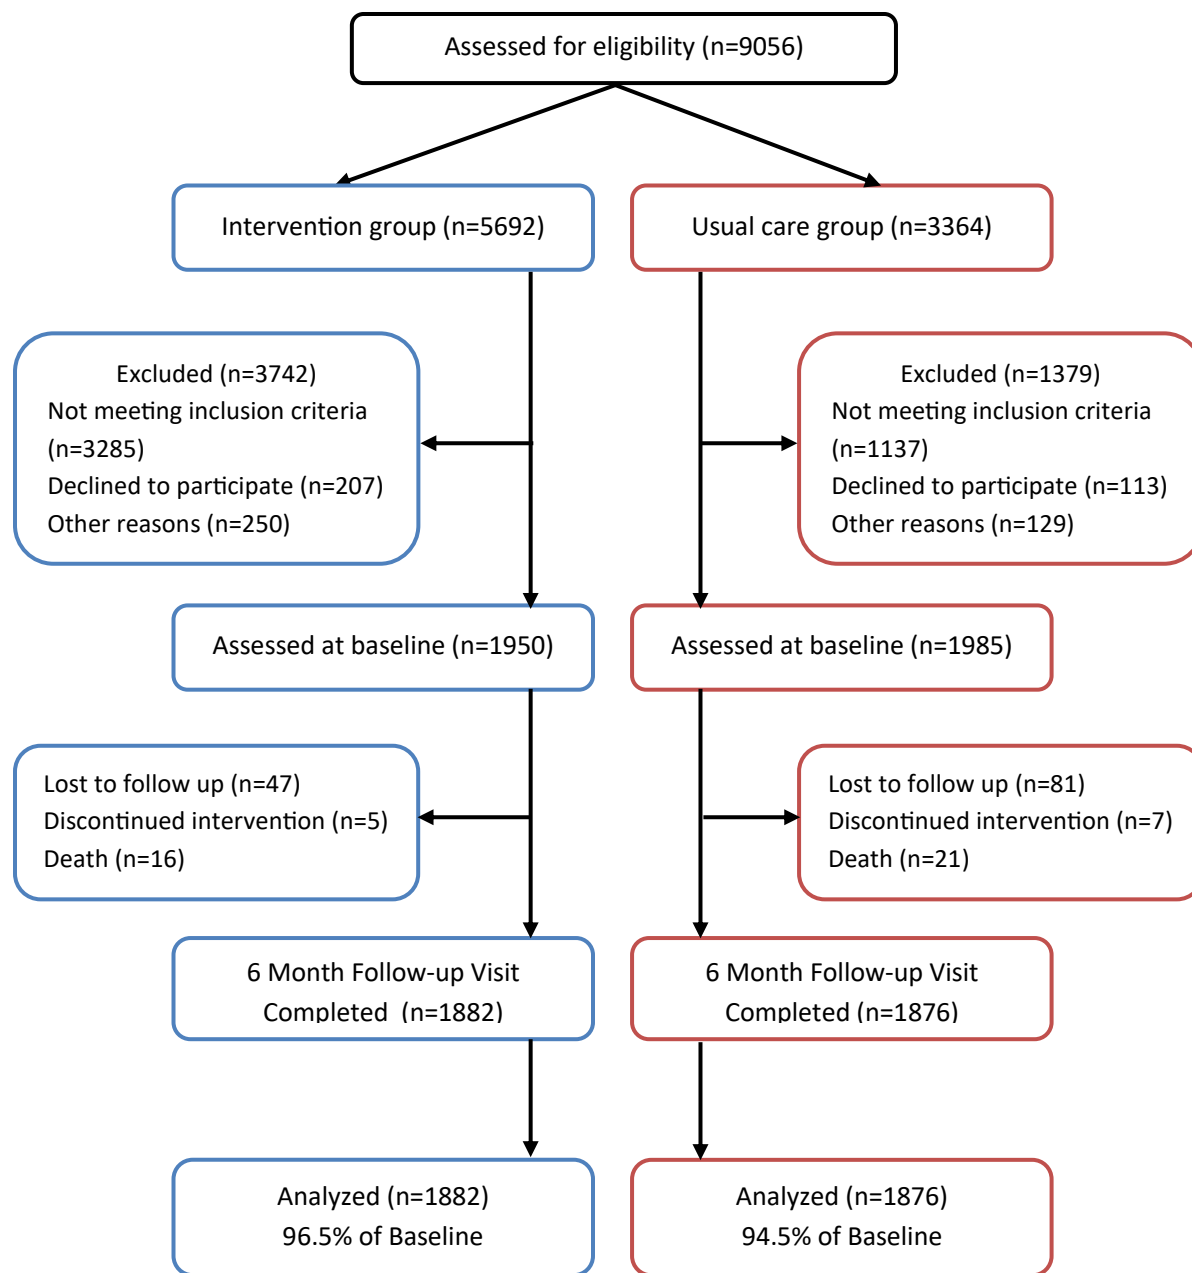 Assessed for eligibility (n=9056)
Intervention group (n=5692)
Usual care group (n=3364)
Excluded (n=3742)
Not meeting inclusion criteria
(n=3285)
Declined to participate (n=207)
Other reasons (n=250)
Excluded (n=1379)
Not meeting inclusion criteria
(n=1137)
Declined to participate (n=113)
Other reasons (n=129)
Assessed at baseline (n=1950)
Assessed at baseline (n=1985)
Lost to follow up (n=47)
Discontinued intervention (n=5)
Death (n=16)
Lost to follow up (n=81)
Discontinued intervention (n=7)
Death (n=21)
6 Month Follow-up Visit
Completed (n=1882)
6 Month Follow-up Visit
Completed (n=1876)
Analyzed (n=1882)
96.5% of Baseline
Analyzed (n=1876)
94.5% of Baseline